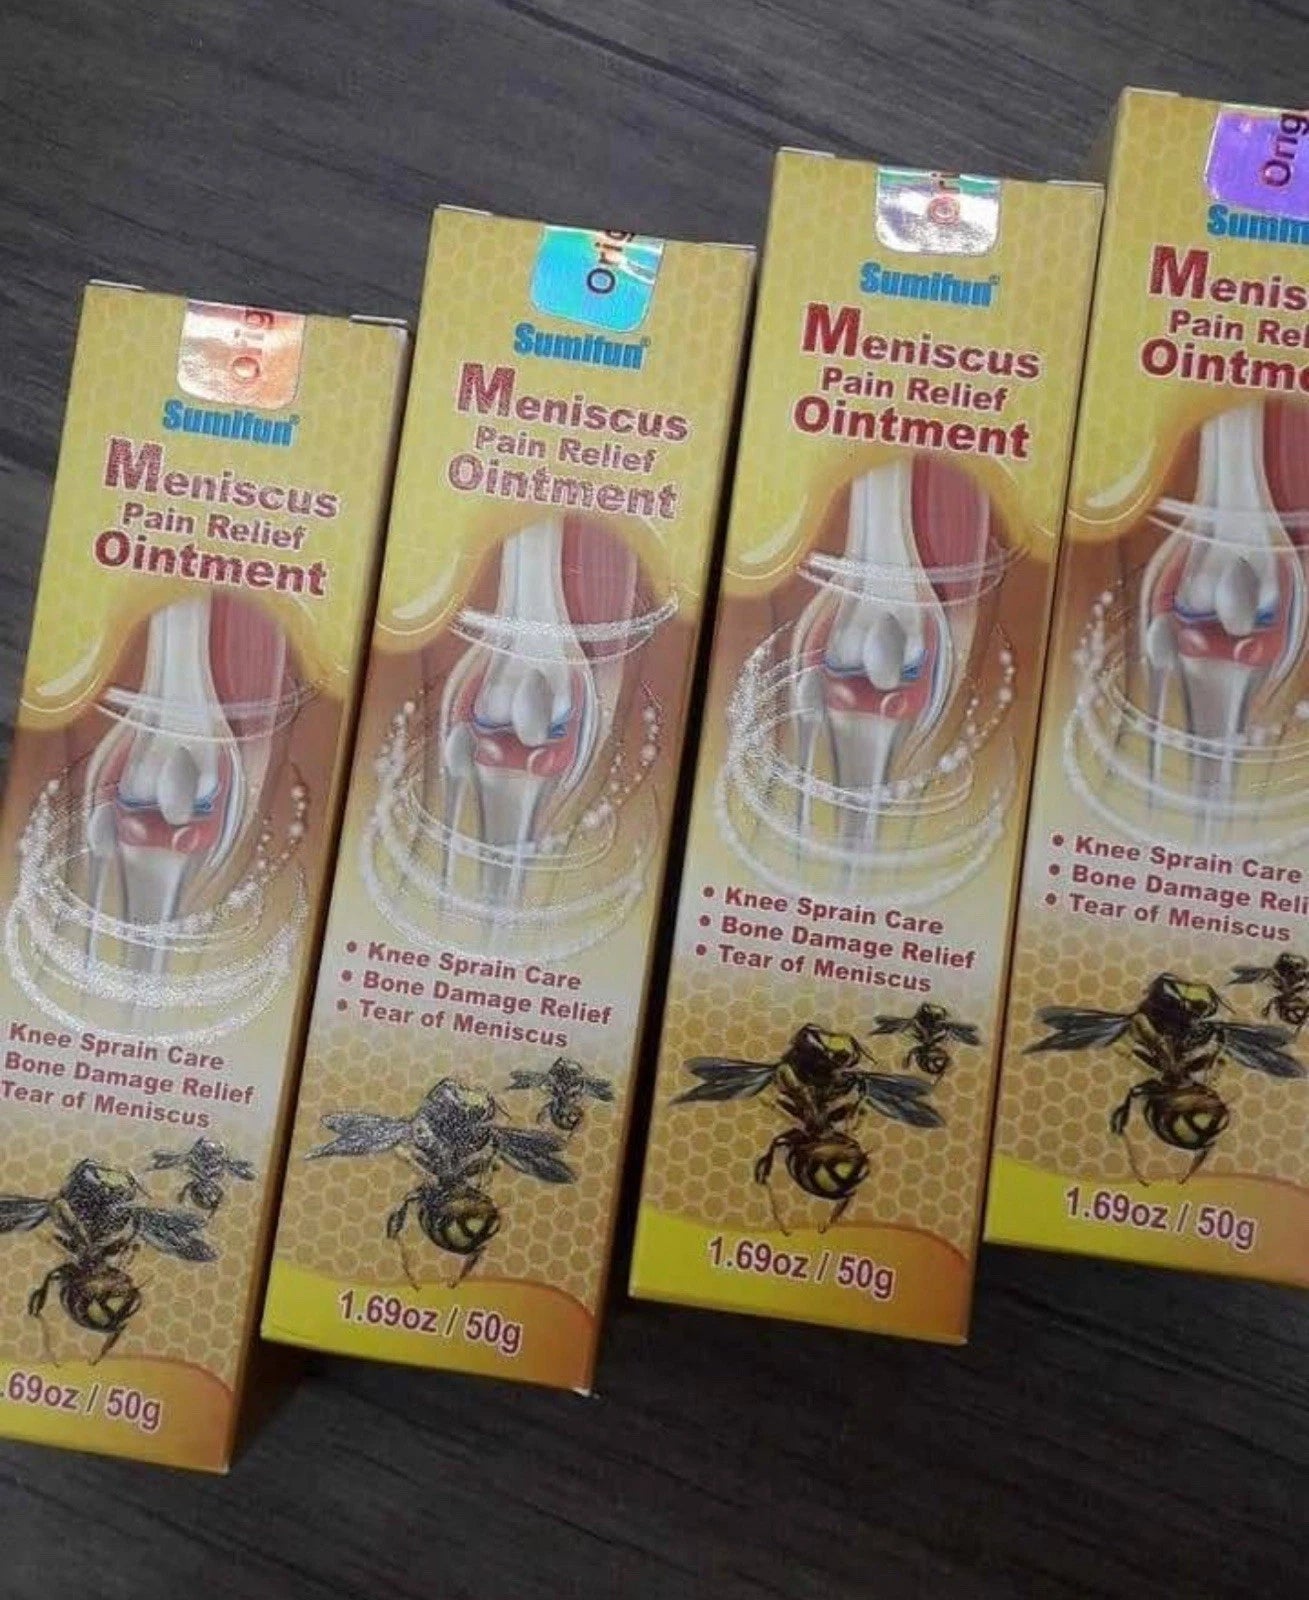 Orig
Sumifun®
Meniscus
Pain Relief
Ointment
Knee Sprain Care
Bone Damage Relief
Tear of Meniscus
.69oz / 50g
Orig
Sumifun®
Meniscus
Pain Relief
Ointment
• Knee Sprain Care
• Bone Damage Relief
• Tear of Meniscus
1.69oz / 50g
Ori
Sumifun®
Meniscus
Pain Relief
Ointment
• Knee Sprain Care
• Bone Damage Relief
• Tear of Meniscus
1.69oz / 50g
Orig
Sumif
Menis
Pain Rel
Ointm
• Knee Sprain Care
• Bone Damage Reli
• Tear of Meniscus
1.69oz / 50g